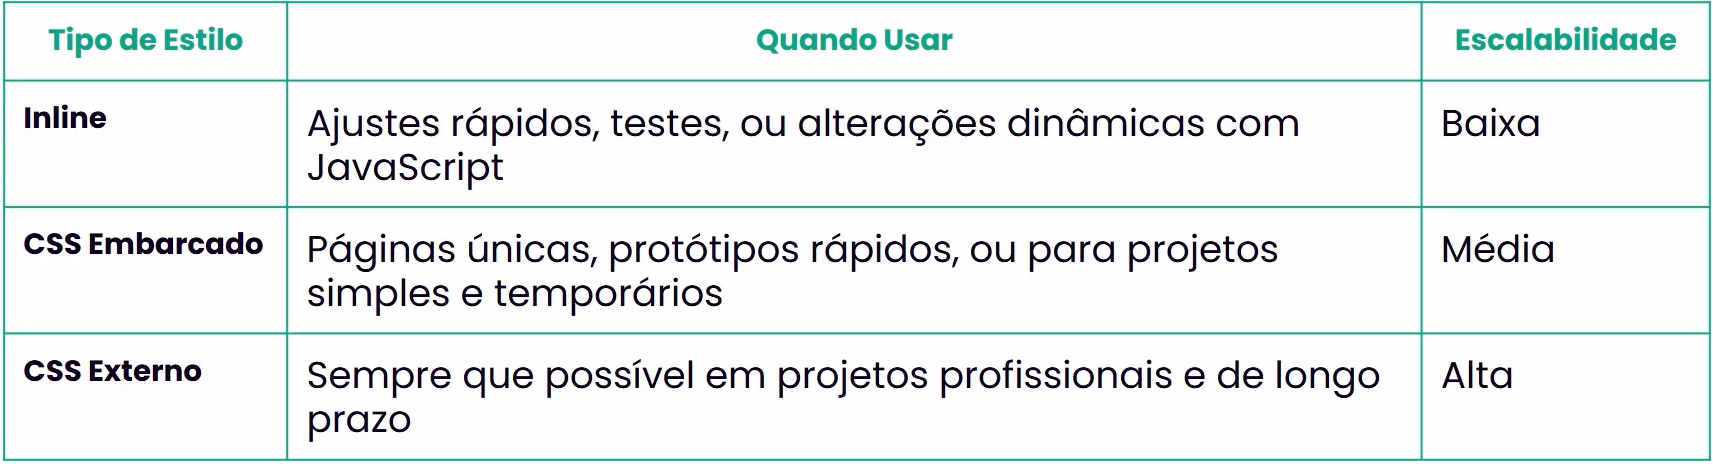 Tipo de Estilo
Quando Usar
Escalabilidade
Inline
Ajustes rápidos, testes, ou alterações dinâmicas com
JavaScript
Baixa
CSS Embarcado
Páginas únicas, protótipos rápidos, ou para projetos
simples e temporários
Média
CSS Externo
Sempre que possível em projetos profissionais e de longo
prazo
Alta